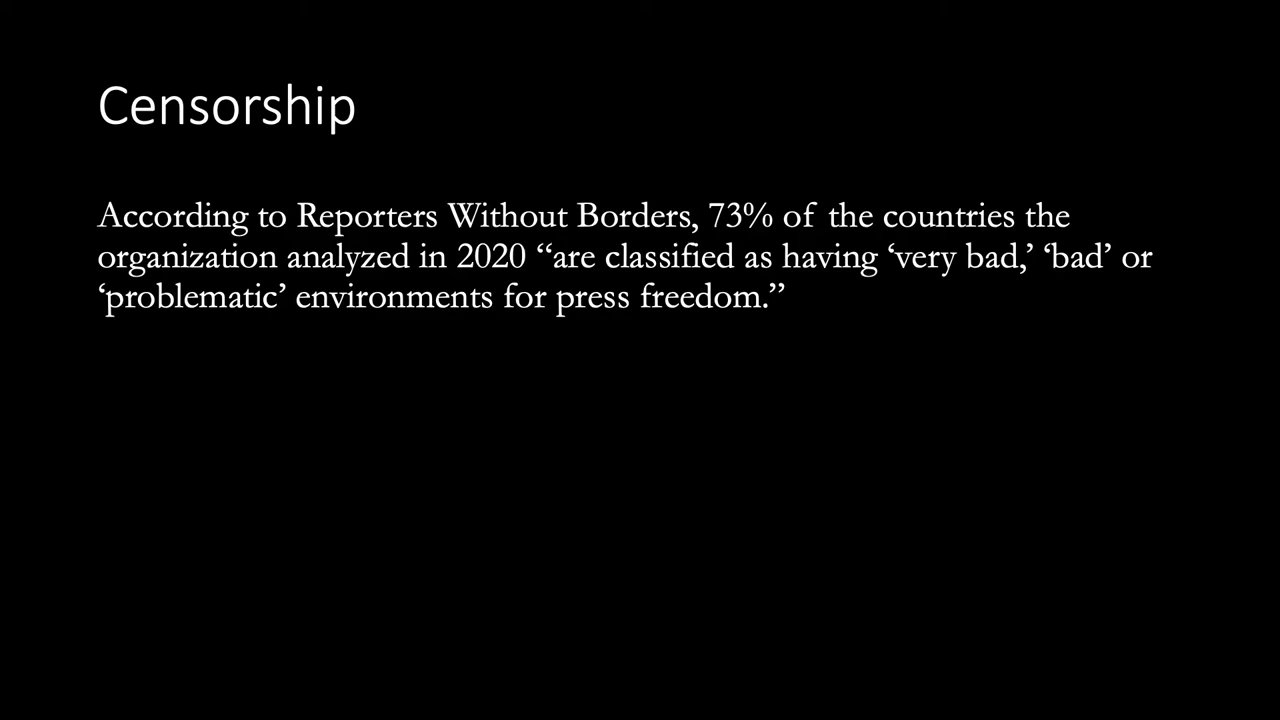 Censorship
According to Reporters Without Borders, 73% of the countries the
organization analyzed in 2020 “are classified as having ‘very bad,’ ‘bad’ or
‘problematic’ environments for press freedom.”